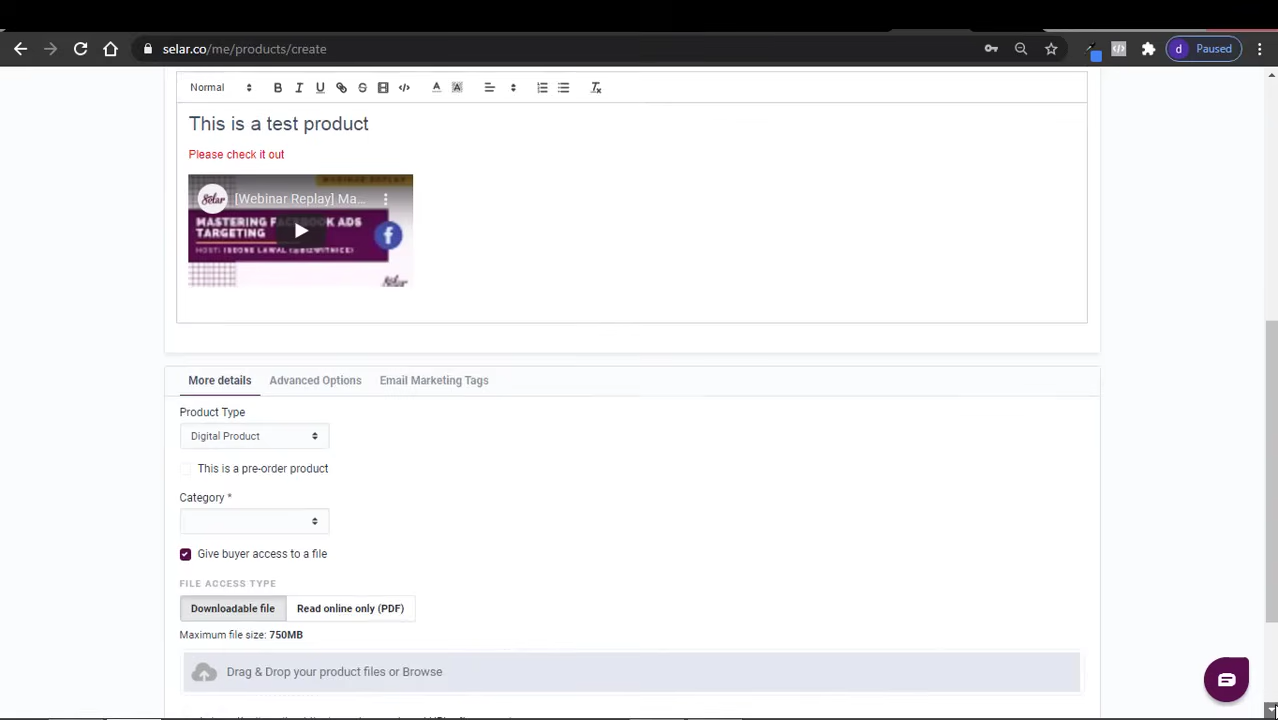 selar.co/me/products/create
d Paused
Normal B I U S </> A A
This is a test product
Please check it out
Selar [Webinar Replay] Ma...
MASTERING FACEBOOK ADS
TARGETING
Selar
More details Advanced Options Email Marketing Tags
Product Type
Digital Product
This is a pre-order product
Category *
Give buyer access to a file
FILE ACCESS TYPE
Downloadable file Read online only (PDF)
Maximum file size: 750MB
Drag & Drop your product files or Browse